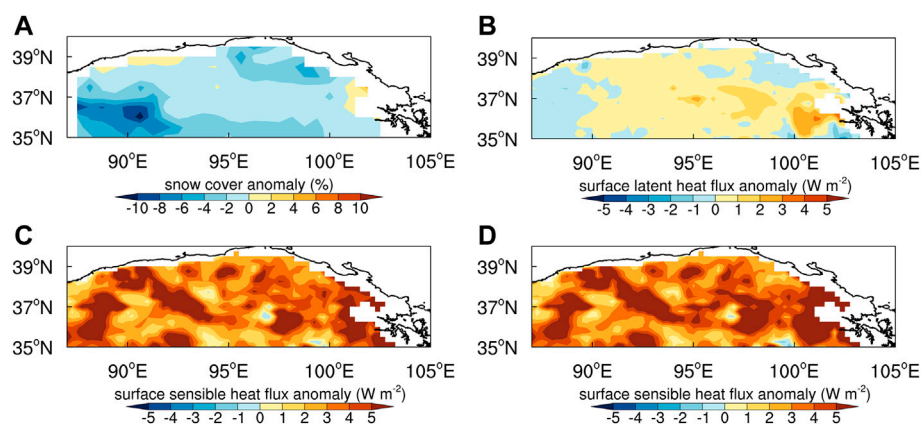 A
39°N
37°N
35°N
90°E 95°E 100°E 105°E
snow cover anomaly (%)
-10 -8 -6 -4 -2 0 2 4 6 8 10
B
39°N
37°N
35°N
90°E 95°E 100°E 105°E
surface latent heat flux anomaly (W m⁻²)
-5 -4 -3 -2 -1 0 1 2 3 4 5
C
39°N
37°N
35°N
90°E 95°E 100°E 105°E
surface sensible heat flux anomaly (W m⁻²)
-5 -4 -3 -2 -1 0 1 2 3 4 5
D
39°N
37°N
35°N
90°E 95°E 100°E 105°E
surface sensible heat flux anomaly (W m⁻²)
-5 -4 -3 -2 -1 0 1 2 3 4 5